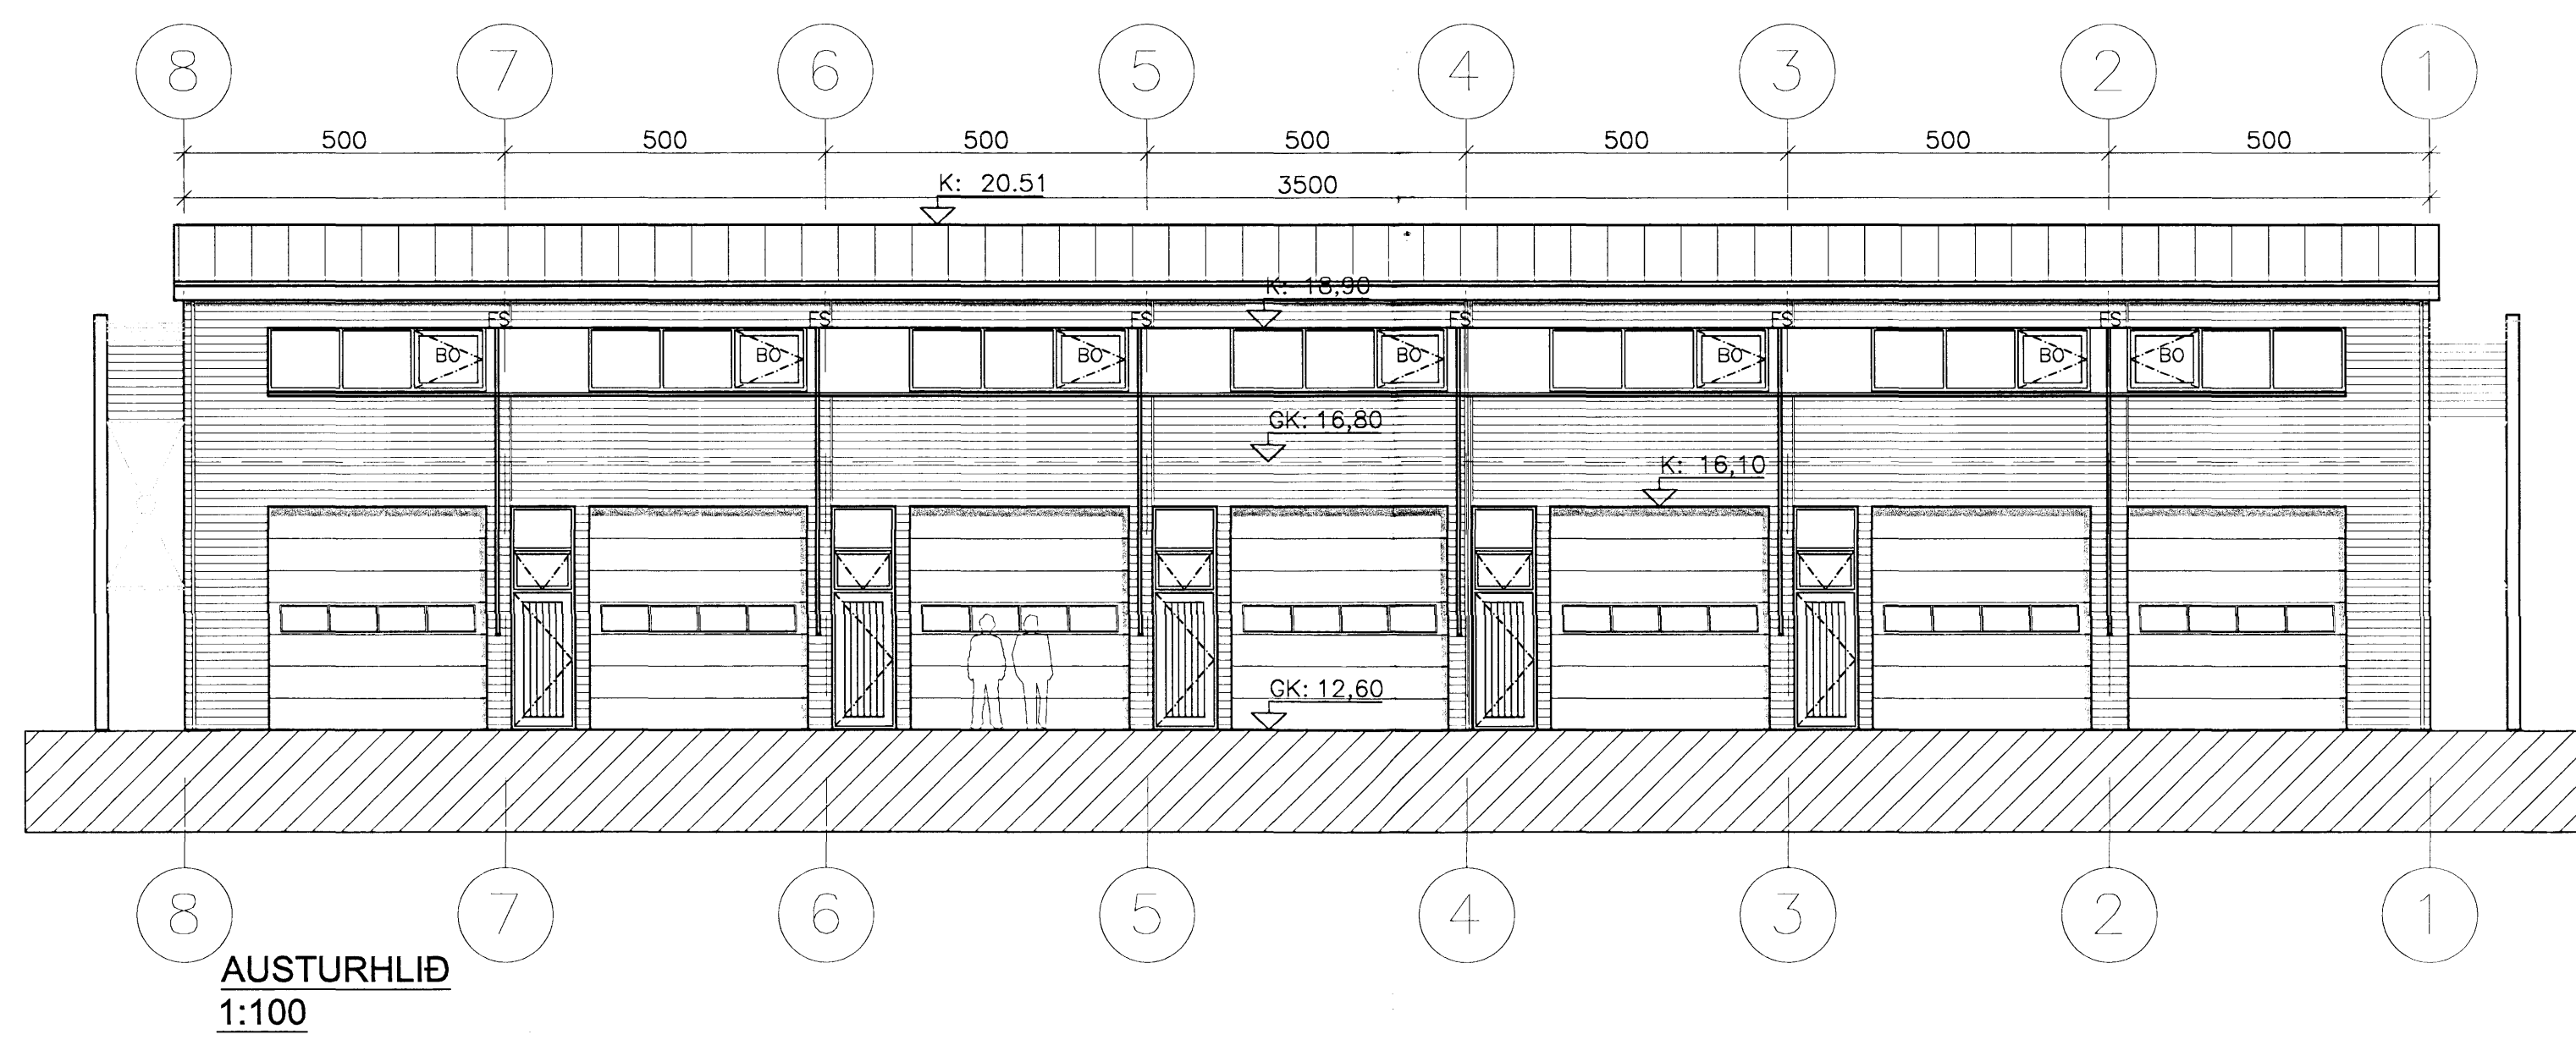 8 7 6 5 4 3 2 1
500 500 500 500 500 500 500
K: 20.51 3500
K: 18,90
FS FS FS FS FS FS
BO BO BO BO BO BO BO
GK: 16,80
K: 16,10
GK: 12,60
8 7 6 5 4 3 2 1
AUSTURHLIÐ
1:100